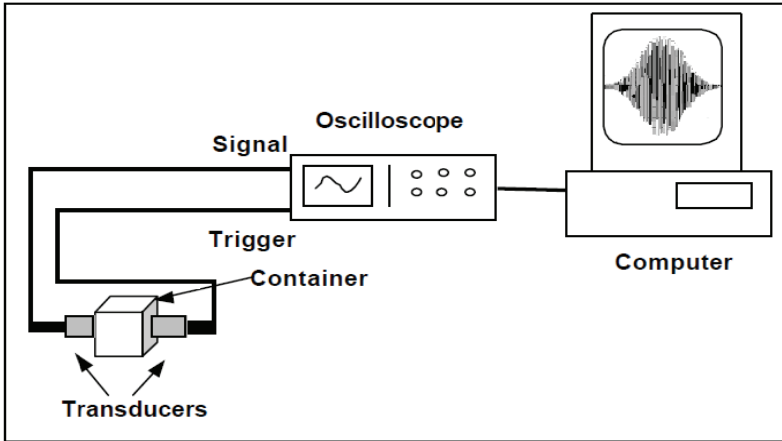 Oscilloscope
Signal
Trigger
Container
Computer
Transducers